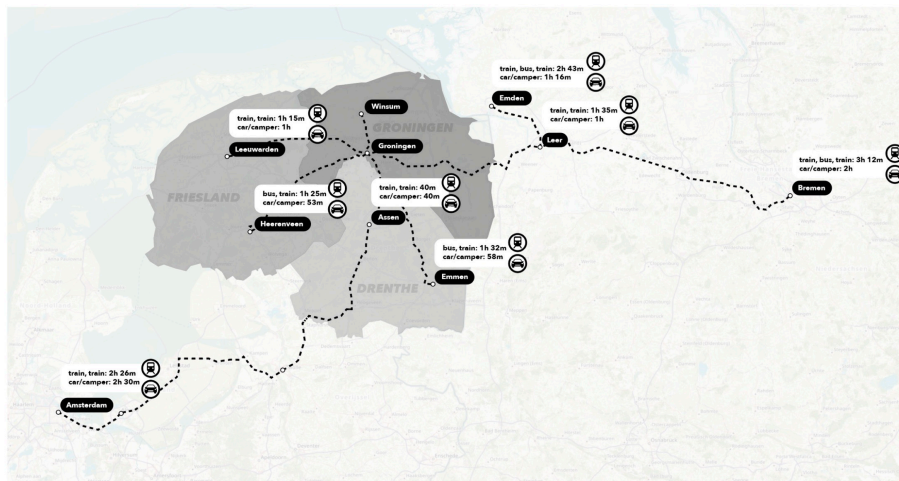 train, bus, train: 2h 43m
car/camper: 1h 16m
Emden
Winsum
train, train: 1h 15m
car/camper: 1h
GRONINGEN
train, train: 1h 35m
car/camper: 1h
Leeuwarden
Groningen
Leer
train, bus, train: 3h 12m
car/camper: 2h
Bremen
FRIESLAND
bus, train: 1h 25m
car/camper: 53m
train, train: 40m
car/camper: 40m
Heerenveen
Assen
bus, train: 1h 32m
car/camper: 58m
Emmen
DRENTHE
train, train: 2h 26m
car/camper: 2h 30m
Amsterdam